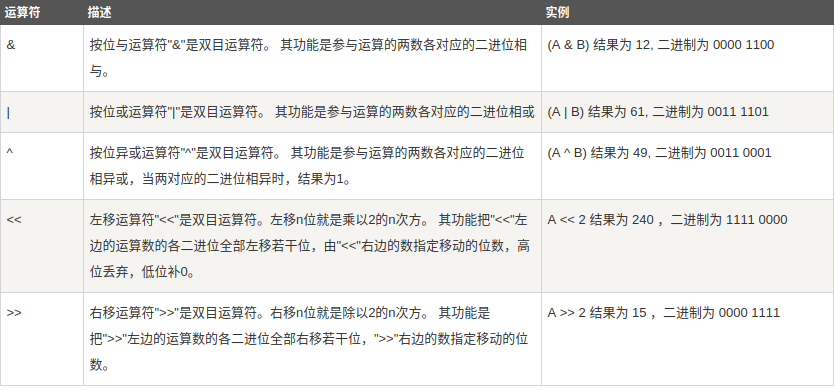 运算符 描述 实例
& 按位与运算符"&"是双目运算符。 其功能是参与运算的两数各对应的二进位相 (A & B) 结果为 12, 二进制为 0000 1100
与。
| 按位或运算符"|"是双目运算符。 其功能是参与运算的两数各对应的二进位相或 (A | B) 结果为 61, 二进制为 0011 1101
^ 按位异或运算符"^"是双目运算符。 其功能是参与运算的两数各对应的二进位 (A ^ B) 结果为 49, 二进制为 0011 0001
相异或，当两对应的二进位相异时，结果为1。
<< 左移运算符"<<"是双目运算符。左移n位就是乘以2的n次方。 其功能把"<<"左 A << 2 结果为 240 ，二进制为 1111 0000
边的运算数的各二进位全部左移若干位，由"<<"右边的数指定移动的位数，高
位丢弃，低位补0。
>> 右移运算符">>"是双目运算符。右移n位就是除以2的n次方。 其功能是 A >> 2 结果为 15 ，二进制为 0000 1111
把">>"左边的运算数的各二进位全部右移若干位，">>"右边的数指定移动的位
数。